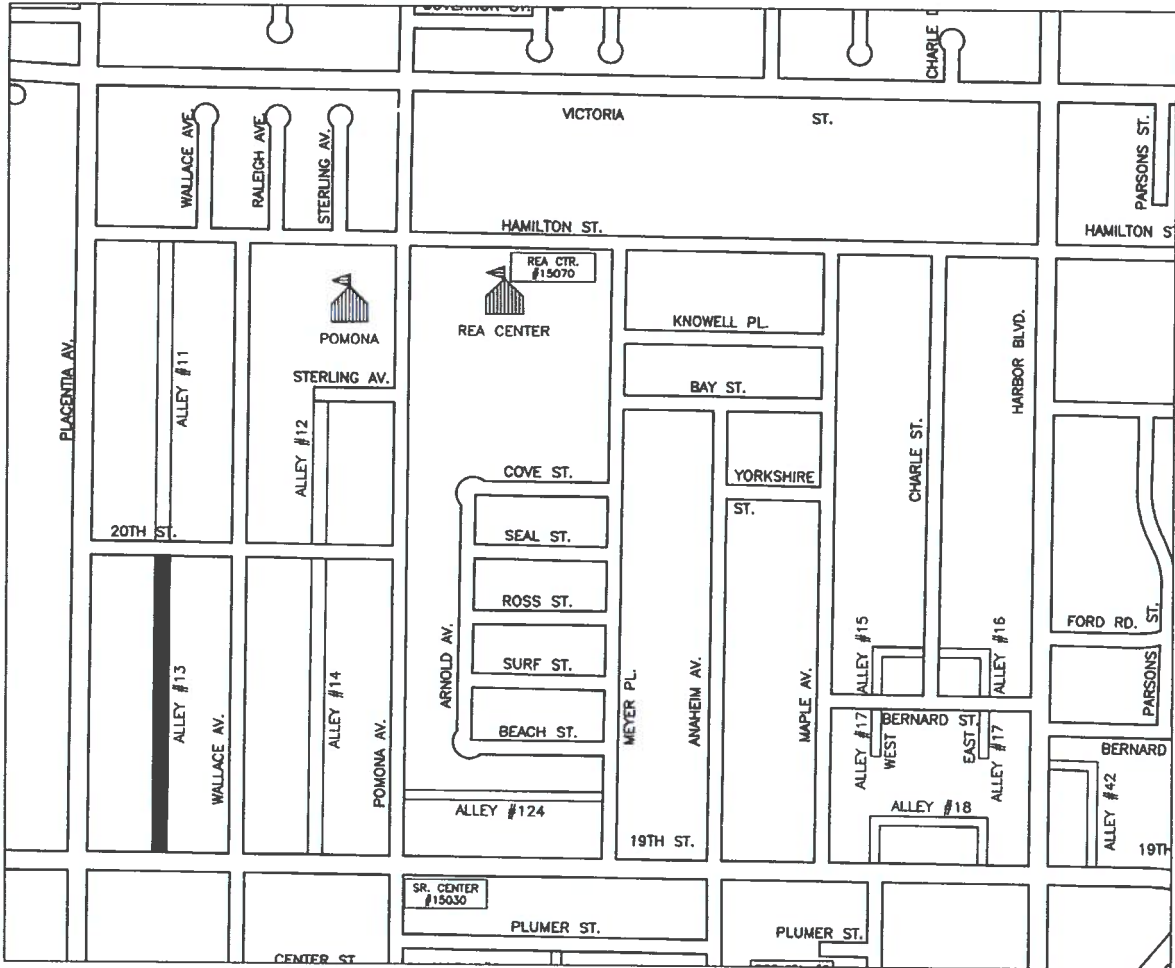 GOVERNOR ST.
CHARLE
VICTORIA ST.
WALLACE AVE.
RALEIGH AVE.
STERLING AV.
PARSONS ST.
HAMILTON ST.
HAMILTON ST
REA CTR.
#15070
POMONA
REA CENTER
KNOWELL PL.
PLACENTIA AV.
ALLEY #11
STERLING AV.
BAY ST.
HARBOR BLVD.
ALLEY #12
CHARLE ST.
COVE ST.
YORKSHIRE
ST.
20TH ST.
SEAL ST.
ROSS ST.
FORD RD.
ST.
ALLEY #15
ALLEY #16
ARNOLD AV.
SURF ST.
ALLEY #13
ALLEY #14
MEYER PL.
ANAHEIM AV.
MAPLE AV.
PARSONS
WALLACE AV.
POMONA AV.
BEACH ST.
ALLEY #17
WEST
BERNARD ST.
EAST
ALLEY #17
BERNARD
ALLEY #124
ALLEY #18
ALLEY #42
19TH ST.
19TH
SR. CENTER
#15030
PLUMER ST.
PLUMER ST.
CENTER ST